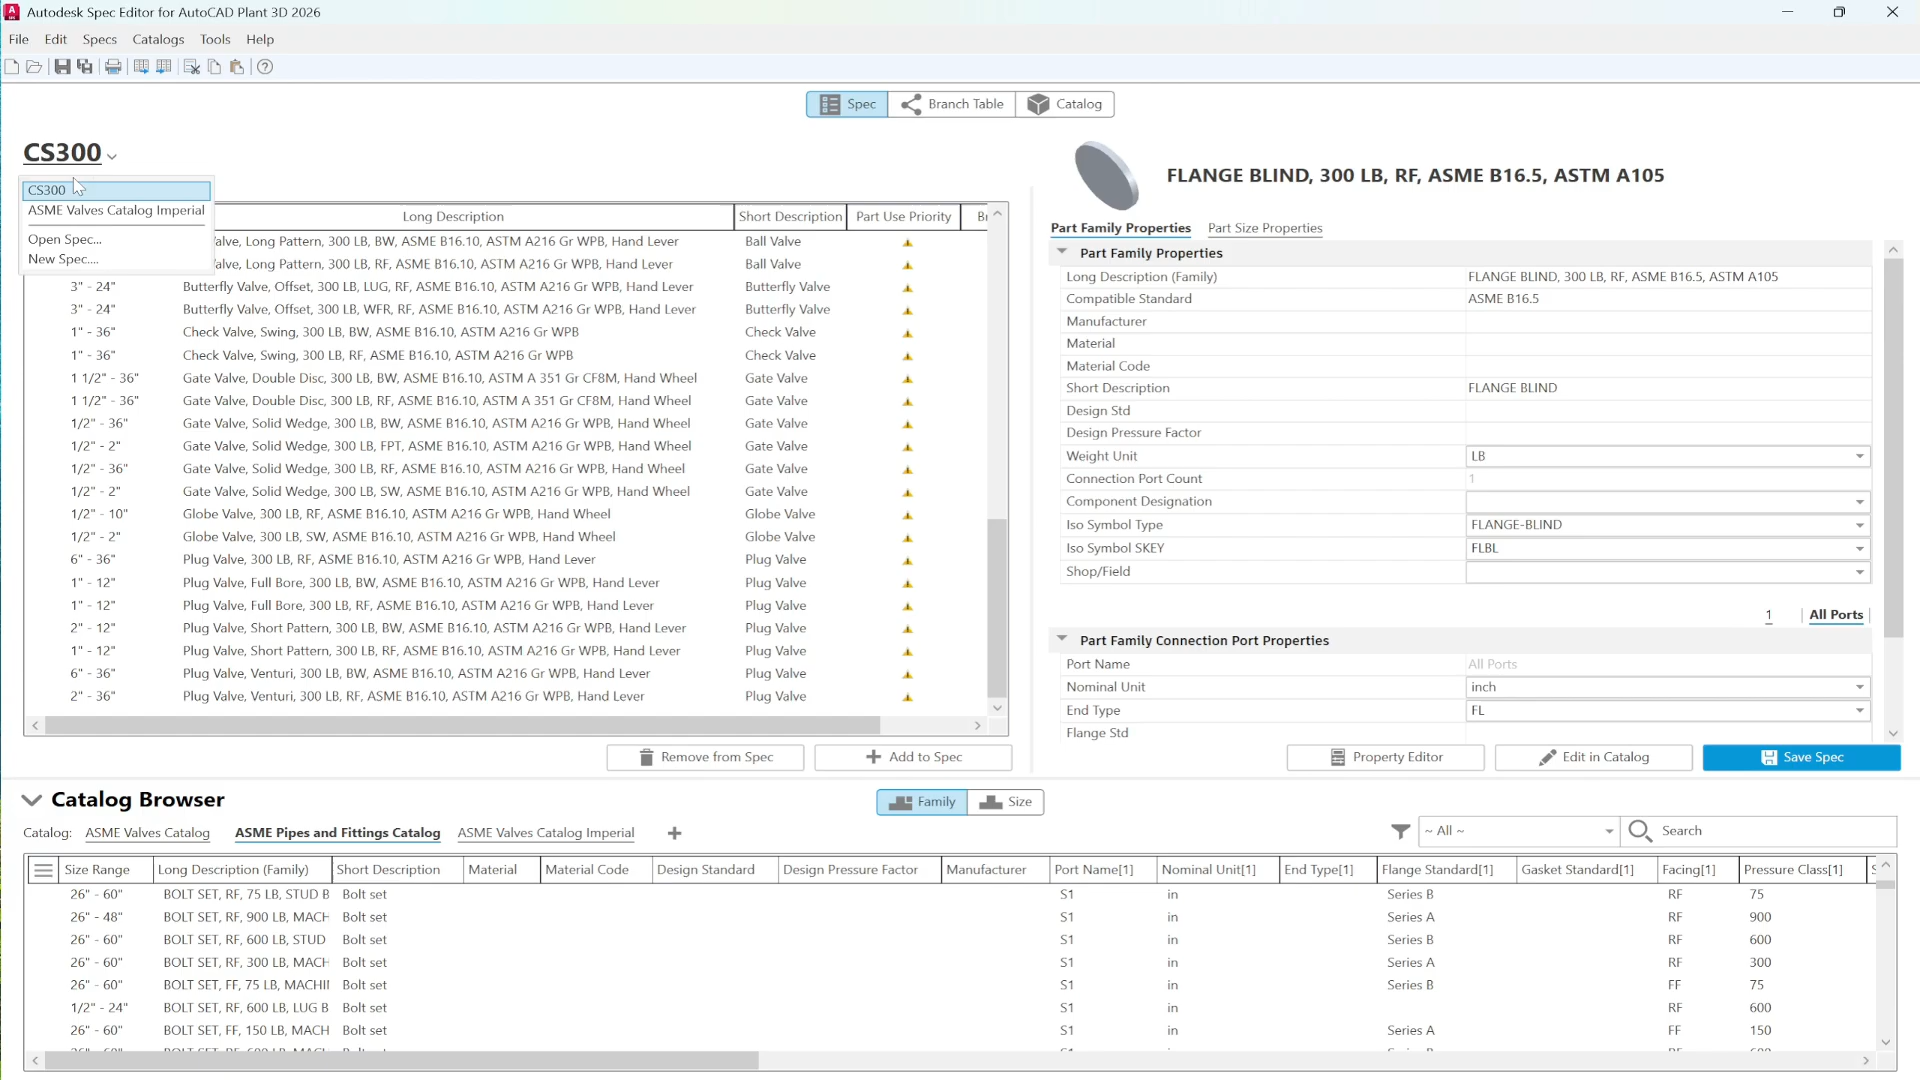 Autodesk Spec Editor for AutoCAD Plant 3D 2026
File Edit Specs Catalogs Tools Help
Spec Branch Table Catalog
CS300
CS300
ASME Valves Catalog Imperial
Open Spec...
New Spec....
Long Description Short Description Part Use Priority
alve, Long Pattern, 300 LB, BW, ASME B16.10, ASTM A216 Gr WPB, Hand Lever Ball Valve
alve, Long Pattern, 300 LB, RF, ASME B16.10, ASTM A216 Gr WPB, Hand Lever Ball Valve
3" - 24" Butterfly Valve, Offset, 300 LB, LUG, RF, ASME B16.10, ASTM A216 Gr WPB, Hand Lever Butterfly Valve
3" - 24" Butterfly Valve, Offset, 300 LB, WFR, RF, ASME B16.10, ASTM A216 Gr WPB, Hand Lever Butterfly Valve
1" - 36" Check Valve, Swing, 300 LB, BW, ASME B16.10, ASTM A216 Gr WPB Check Valve
1" - 36" Check Valve, Swing, 300 LB, RF, ASME B16.10, ASTM A216 Gr WPB Check Valve
1 1/2" - 36" Gate Valve, Double Disc, 300 LB, BW, ASME B16.10, ASTM A 351 Gr CF8M, Hand Wheel Gate Valve
1 1/2" - 36" Gate Valve, Double Disc, 300 LB, RF, ASME B16.10, ASTM A 351 Gr CF8M, Hand Wheel Gate Valve
1/2" - 36" Gate Valve, Solid Wedge, 300 LB, BW, ASME B16.10, ASTM A216 Gr WPB, Hand Wheel Gate Valve
1/2" - 2" Gate Valve, Solid Wedge, 300 LB, FPT, ASME B16.10, ASTM A216 Gr WPB, Hand Wheel Gate Valve
1/2" - 36" Gate Valve, Solid Wedge, 300 LB, RF, ASME B16.10, ASTM A216 Gr WPB, Hand Wheel Gate Valve
1/2" - 2" Gate Valve, Solid Wedge, 300 LB, SW, ASME B16.10, ASTM A216 Gr WPB, Hand Wheel Gate Valve
1/2" - 10" Globe Valve, 300 LB, RF, ASME B16.10, ASTM A216 Gr WPB, Hand Wheel Globe Valve
1/2" - 2" Globe Valve, 300 LB, SW, ASME B16.10, ASTM A216 Gr WPB, Hand Wheel Globe Valve
6" - 36" Plug Valve, 300 LB, RF, ASME B16.10, ASTM A216 Gr WPB, Hand Lever Plug Valve
1" - 12" Plug Valve, Full Bore, 300 LB, BW, ASME B16.10, ASTM A216 Gr WPB, Hand Lever Plug Valve
1" - 12" Plug Valve, Full Bore, 300 LB, RF, ASME B16.10, ASTM A216 Gr WPB, Hand Lever Plug Valve
2" - 12" Plug Valve, Short Pattern, 300 LB, BW, ASME B16.10, ASTM A216 Gr WPB, Hand Lever Plug Valve
1" - 12" Plug Valve, Short Pattern, 300 LB, RF, ASME B16.10, ASTM A216 Gr WPB, Hand Lever Plug Valve
6" - 36" Plug Valve, Venturi, 300 LB, BW, ASME B16.10, ASTM A216 Gr WPB, Hand Lever Plug Valve
2" - 36" Plug Valve, Venturi, 300 LB, RF, ASME B16.10, ASTM A216 Gr WPB, Hand Lever Plug Valve
Remove from Spec Add to Spec
FLANGE BLIND, 300 LB, RF, ASME B16.5, ASTM A105
Part Family Properties Part Size Properties
Part Family Properties
Long Description (Family) FLANGE BLIND, 300 LB, RF, ASME B16.5, ASTM A105
Compatible Standard ASME B16.5
Manufacturer
Material
Material Code
Short Description FLANGE BLIND
Design Std
Design Pressure Factor
Weight Unit LB
Connection Port Count 1
Component Designation
Iso Symbol Type FLANGE-BLIND
Iso Symbol SKEY FLBL
Shop/Field
1 All Ports
Part Family Connection Port Properties
Port Name All Ports
Nominal Unit inch
End Type FL
Flange Std
Property Editor Edit in Catalog Save Spec
Catalog Browser Family Size
Catalog: ASME Valves Catalog ASME Pipes and Fittings Catalog ASME Valves Catalog Imperial ~ All ~ Search
Size Range Long Description (Family) Short Description Material Material Code Design Standard Design Pressure Factor Manufacturer Port Name[1] Nominal Unit[1] End Type[1] Flange Standard[1] Gasket Standard[1] Facing[1] Pressure Class[1]
26" - 60" BOLT SET, RF, 75 LB, STUD B Bolt set S1 in Series B RF 75
26" - 48" BOLT SET, RF, 900 LB, MACH Bolt set S1 in Series A RF 900
26" - 60" BOLT SET, RF, 600 LB, STUD Bolt set S1 in Series B RF 600
26" - 60" BOLT SET, RF, 300 LB, MACH Bolt set S1 in Series A RF 300
26" - 60" BOLT SET, FF, 75 LB, MACHI Bolt set S1 in Series B FF 75
1/2" - 24" BOLT SET, RF, 600 LB, LUG B Bolt set S1 in RF 600
26" - 60" BOLT SET, FF, 150 LB, MACH Bolt set S1 in Series A FF 150